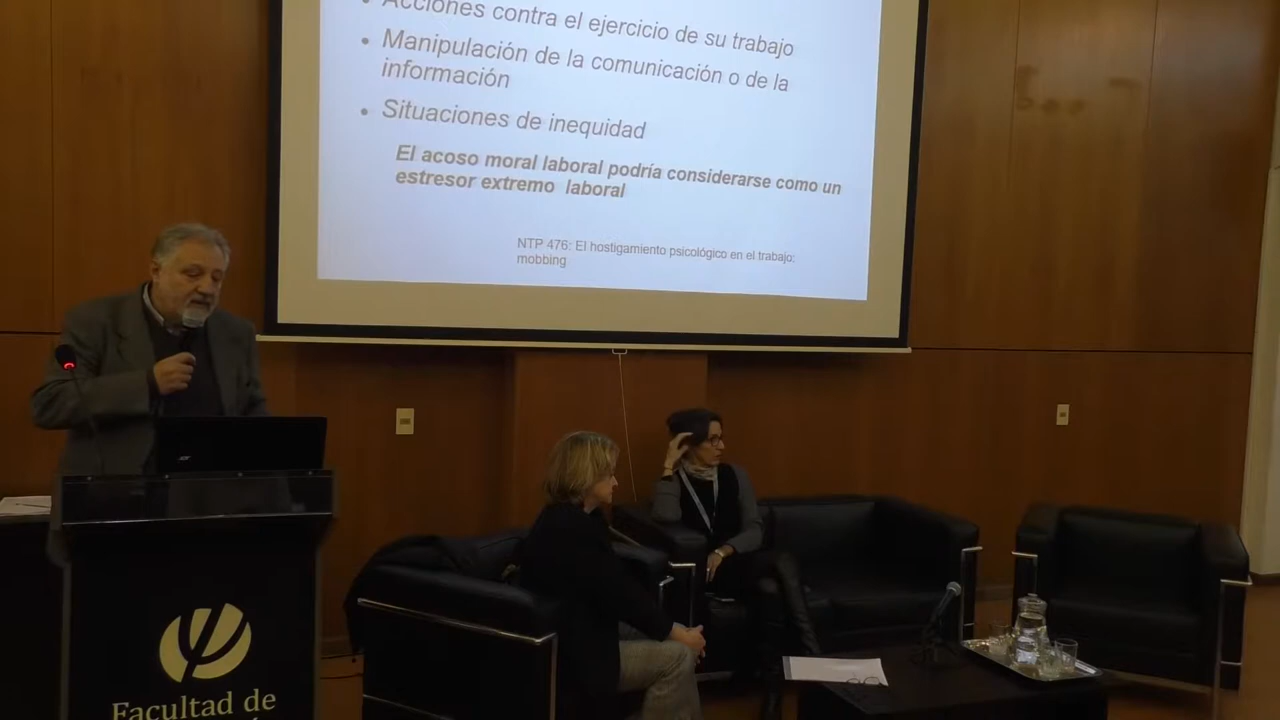 Acciones contra el ejercicio de su trabajo
Manipulación de la comunicación o de la
información
Situaciones de inequidad
El acoso moral laboral podría considerarse como un
estresor extremo laboral
NTP 476: El hostigamiento psicológico en el trabajo:
mobbing
Facultad de